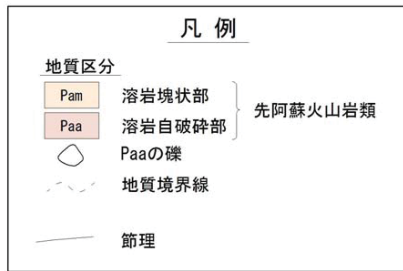 凡 例
地質区分
Pam 溶岩塊状部
Paa 溶岩自破砕部
先阿蘇火山岩類
Paaの礫
地質境界線
節理